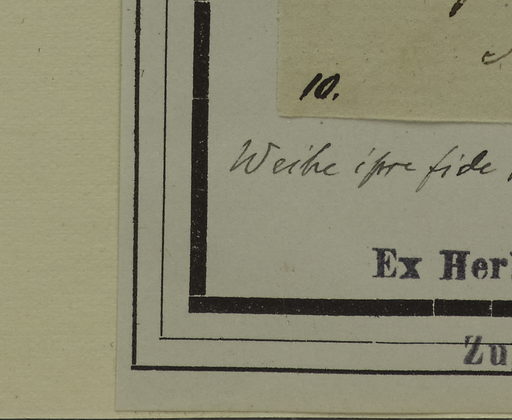 10.
Weihe ipse fide
Ex Her
Zu